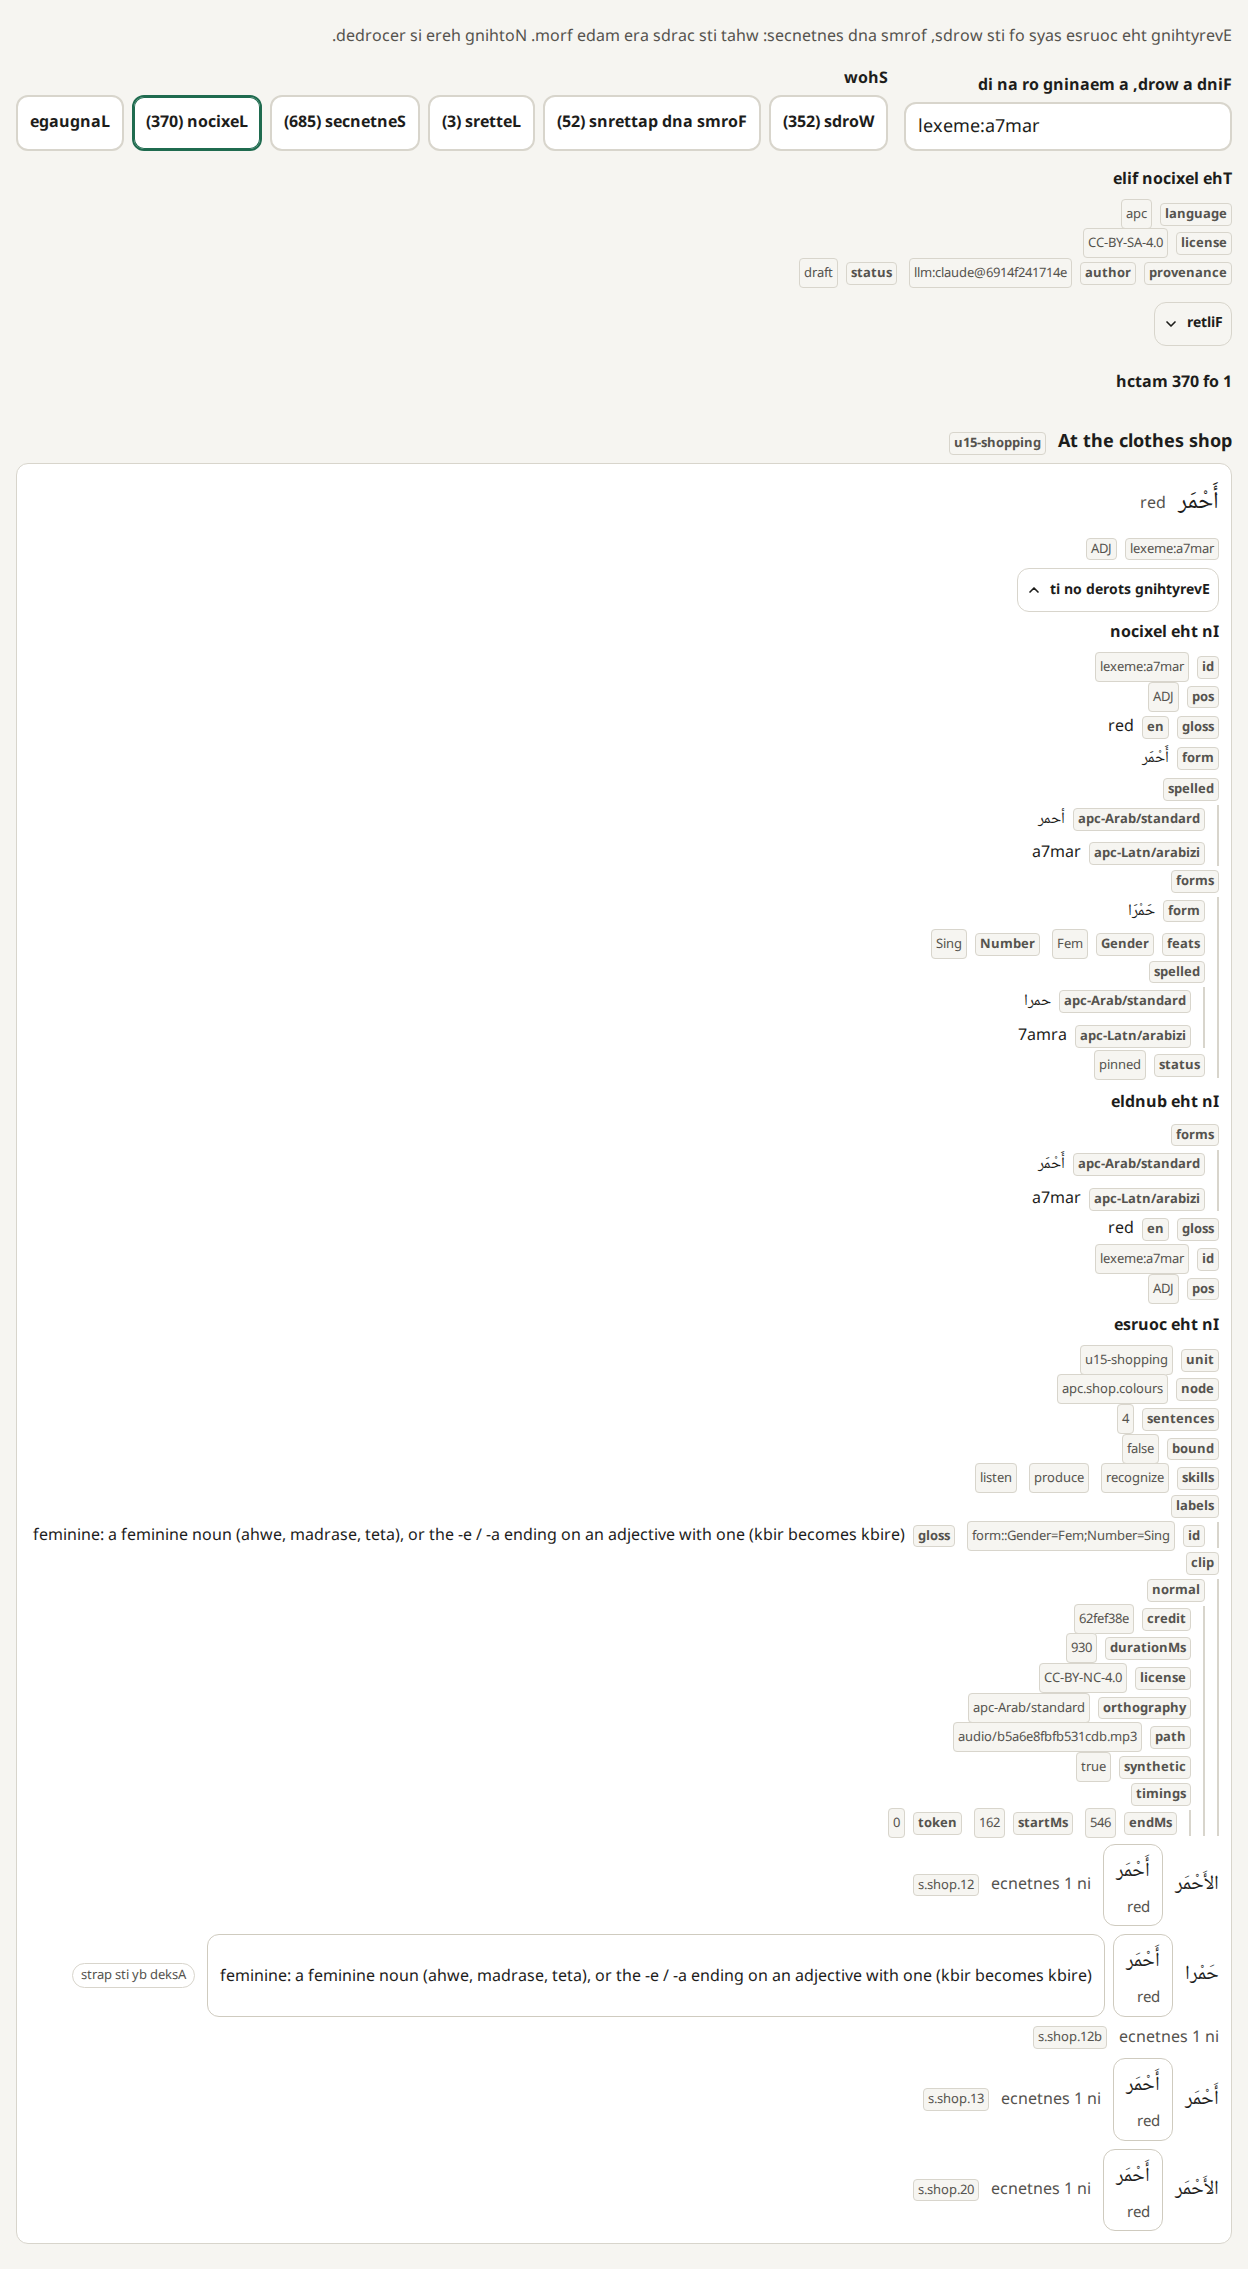 .dedrocer si ereh gnihtoN .morf edam era sdrac sti tahw :secnetnes dna smrof ,sdrow sti fo syas esruoc eht gnihtyrevE
di na ro gninaem a ,drow a dniF
lexeme:a7mar
wohS
(352) sdroW
(52) snrettap dna smroF
(3) sretteL
(685) secnetneS
(370) nocixeL
egaugnaL
elif nocixel ehT
language apc
license CC-BY-SA-4.0
provenance author llm:claude@6914f241714e status draft
retliF
hctam 370 fo 1
At the clothes shop u15-shopping
أَحْمَر red
lexeme:a7mar ADJ
ti no derots gnihtyrevE
nocixel eht nI
id lexeme:a7mar
pos ADJ
gloss en red
form أَحْمَر
spelled
apc-Arab/standard أحمر
apc-Latn/arabizi a7mar
forms
form حَمْرَا
feats Gender Fem Number Sing
spelled
apc-Arab/standard حمرا
apc-Latn/arabizi 7amra
status pinned
eldnub eht nI
forms
apc-Arab/standard أَحْمَر
apc-Latn/arabizi a7mar
gloss en red
id lexeme:a7mar
pos ADJ
esruoc eht nI
unit u15-shopping
node apc.shop.colours
sentences 4
bound false
skills recognize produce listen
labels
id form::Gender=Fem;Number=Sing gloss feminine: a feminine noun (ahwe, madrase, teta), or the -e / -a ending on an adjective with one (kbir becomes kbire)
clip
normal
credit 62fef38e
durationMs 930
license CC-BY-NC-4.0
orthography apc-Arab/standard
path audio/b5a6e8fbfb531cdb.mp3
synthetic true
timings
endMs 546 startMs 162 token 0
الأَحْمَر أَحْمَر red ecnetnes 1 ni s.shop.12
حَمْرا أَحْمَر red feminine: a feminine noun (ahwe, madrase, teta), or the -e / -a ending on an adjective with one (kbir becomes kbire) strap sti yb deksA
ecnetnes 1 ni s.shop.12b
أَحْمَر أَحْمَر red ecnetnes 1 ni s.shop.13
الأَحْمَر أَحْمَر red ecnetnes 1 ni s.shop.20